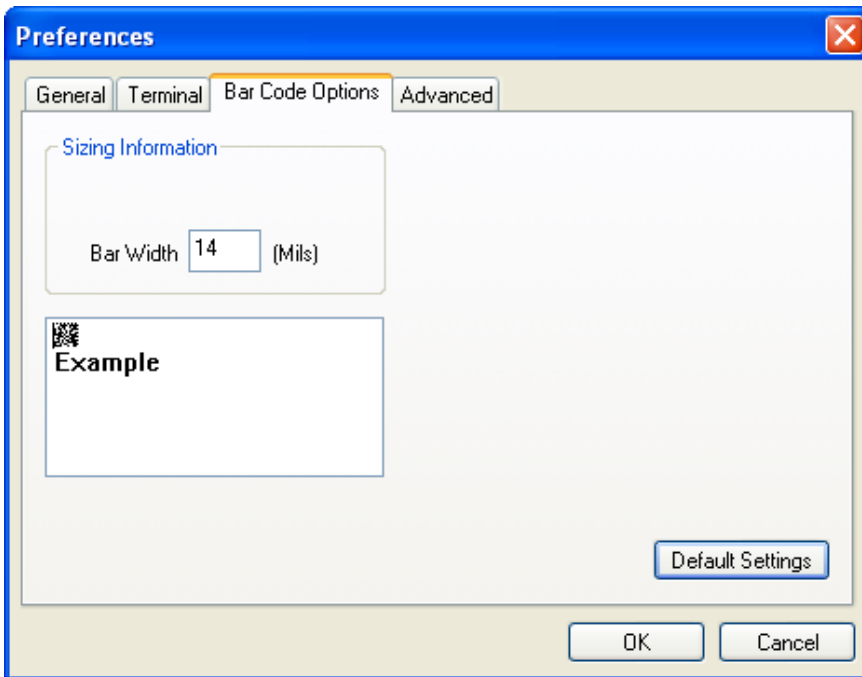 Preferences
General Terminal Bar Code Options Advanced
Sizing Information
Bar Width 14 (Mils)
Example
Default Settings
OK Cancel